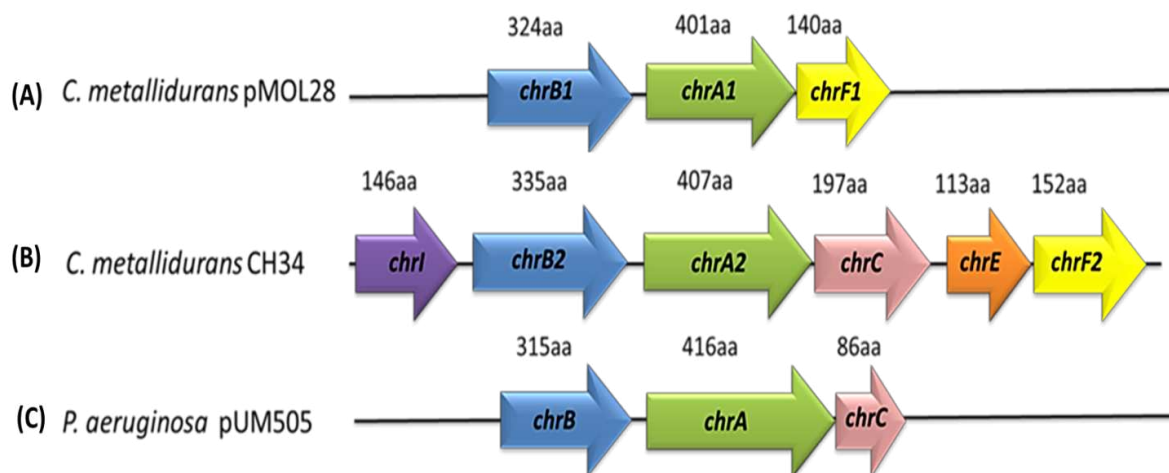 324aa 401aa 140aa
(A) C. metallidurans pMOL28 chrB1 chrA1 chrF1
146aa 335aa 407aa 197aa 113aa 152aa
(B) C. metallidurans CH34 chrI chrB2 chrA2 chrC chrE chrF2
315aa 416aa 86aa
(C) P. aeruginosa pUM505 chrB chrA chrC